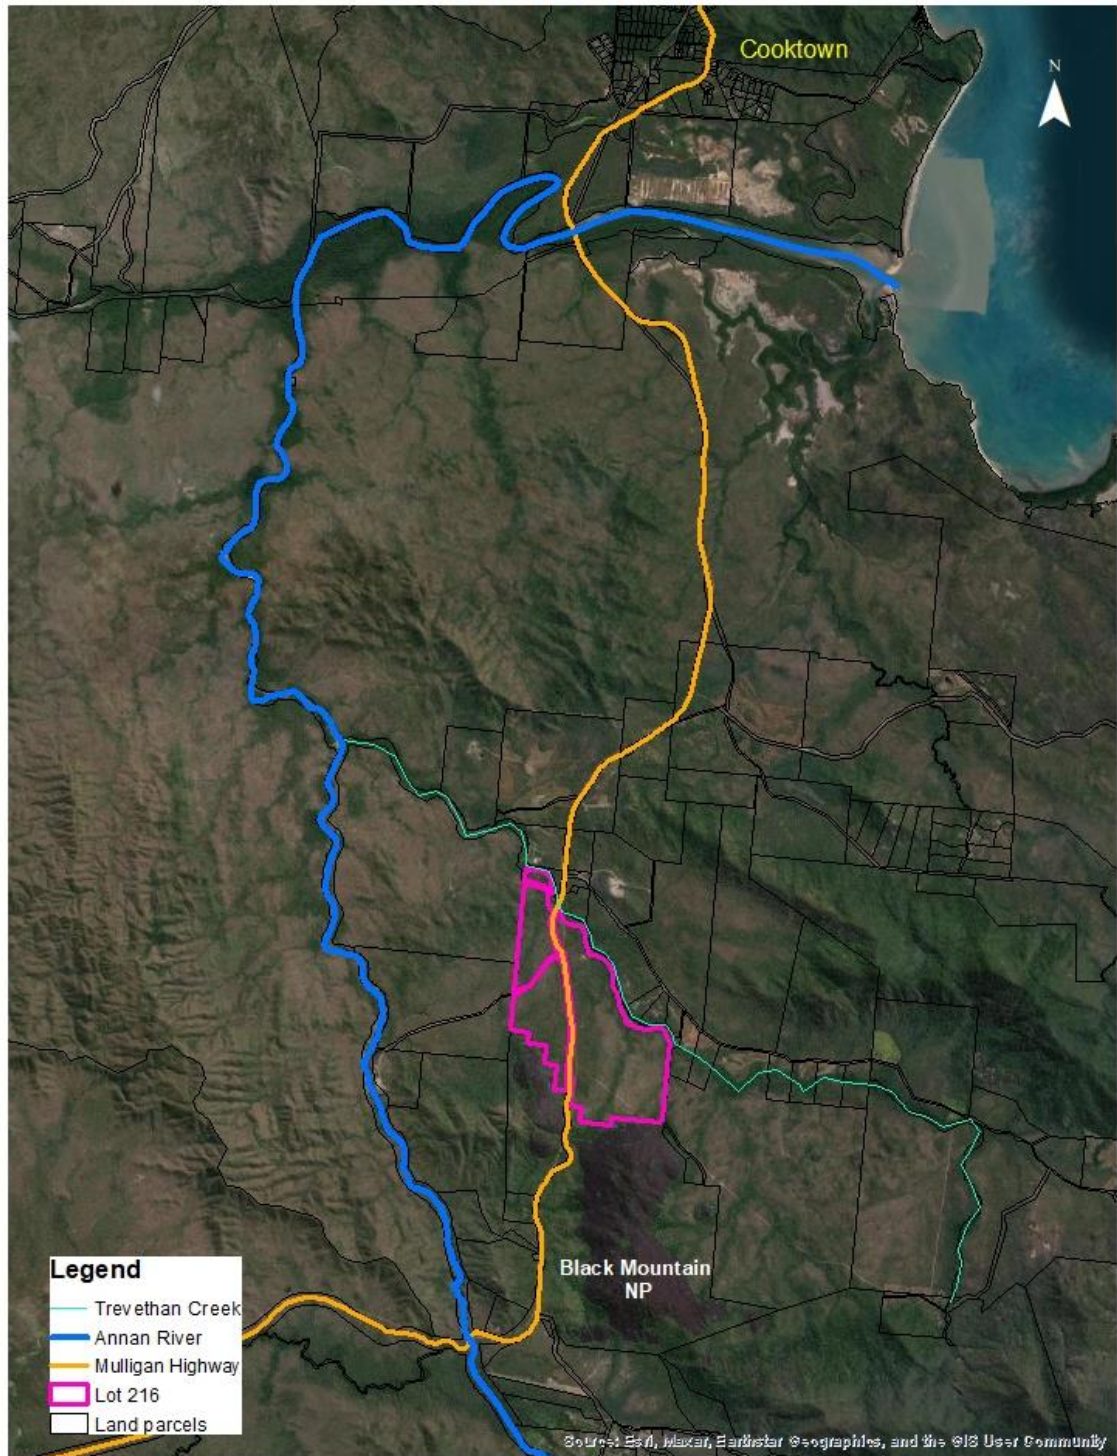 Cooktown
N
Black Mountain
NP
Legend
Trevethan Creek
Annan River
Mulligan Highway
Lot 216
Land parcels
Source: Esri, Maxar, Earthstar Geographics, and the GIS User Community